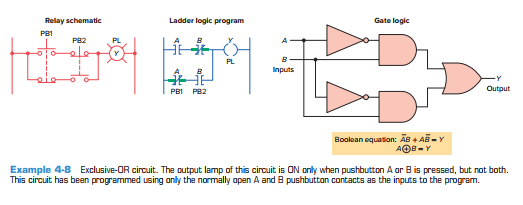 Relay schematic
PB1
PB2
PL
Y
Ladder logic program
A B Y
PL
A B
PB1 PB2
Gate logic
A
B
Inputs
Y
Output
Boolean equation: A̅B + AB̅ = Y
A⊕B = Y
Example 4-8 Exclusive-OR circuit. The output lamp of this circuit is ON only when pushbutton A or B is pressed, but not both.
This circuit has been programmed using only the normally open A and B pushbutton contacts as the inputs to the program.